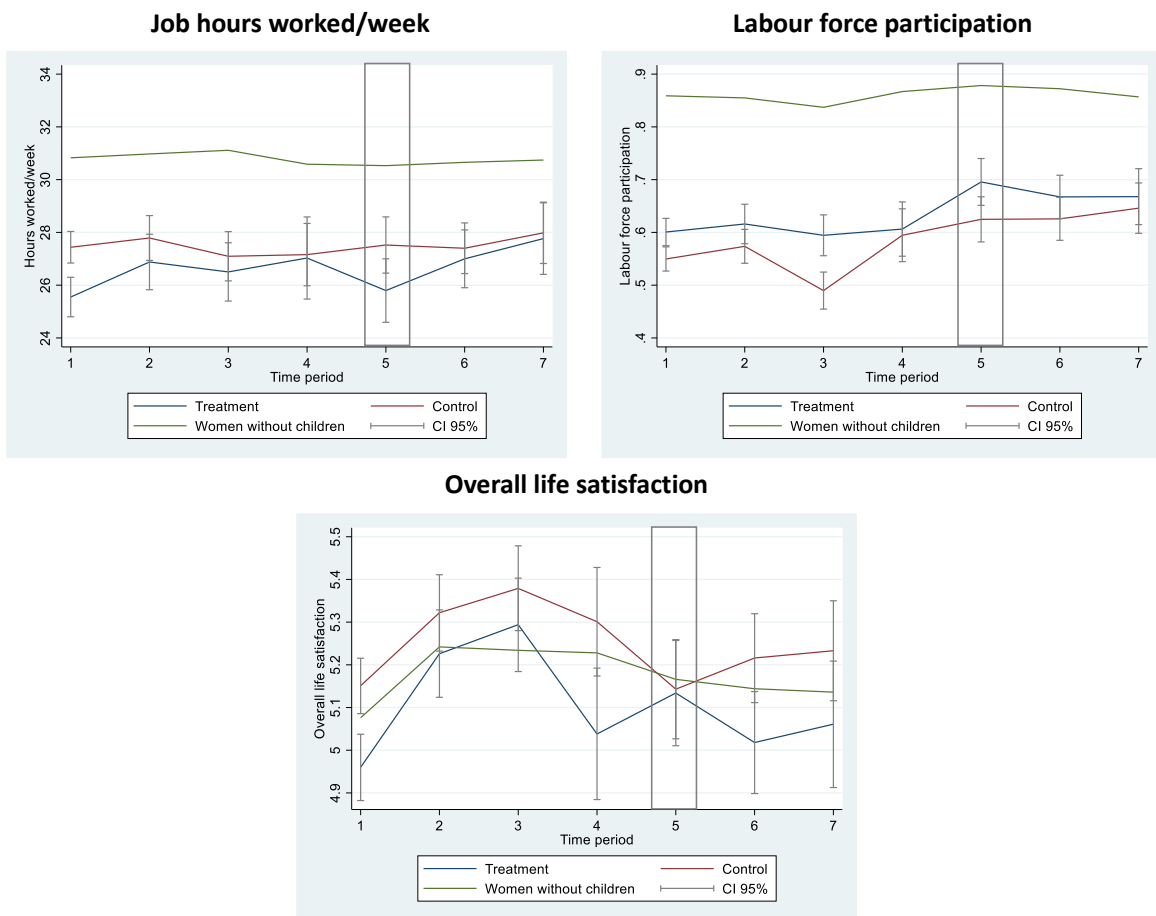 Job hours worked/week
Labour force participation
Hours worked/week
34
32
30
28
26
24
1 2 3 4 5 6 7
Time period
Treatment Control
Women without children CI 95%
Labour force participation
.9
.8
.7
.6
.5
.4
1 2 3 4 5 6 7
Time period
Treatment Control
Women without children CI 95%
Overall life satisfaction
Overall life satisfaction
5.5
5.4
5.3
5.2
5.1
5
4.9
1 2 3 4 5 6 7
Time period
Treatment Control
Women without children CI 95%